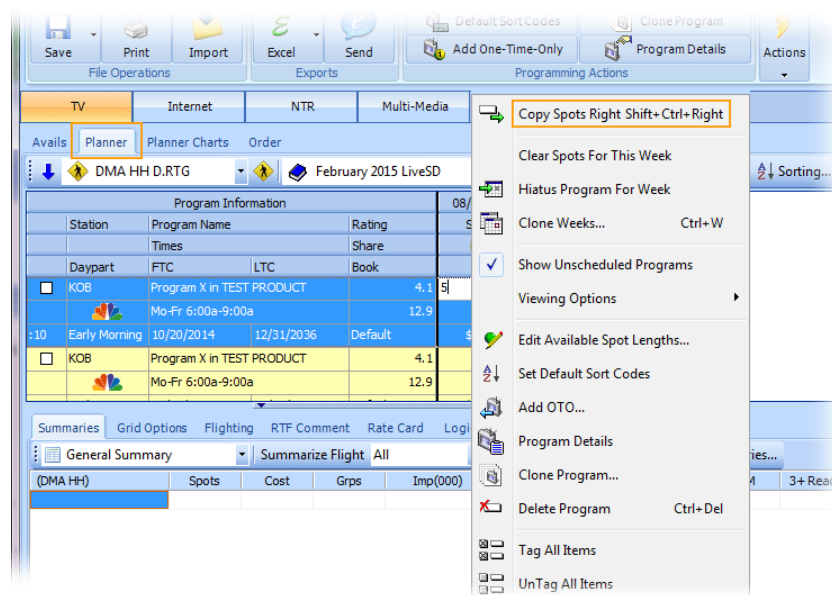 Default Sort Codes Clone Program
Save Print Import Excel Send Add One-Time-Only Program Details Actions
File Operations Exports Programming Actions
TV Internet NTR Multi-Media
Avails Planner Planner Charts Order
DMA HH D.RTG February 2015 LiveSD Sorting...
Program Information 08/
Station Program Name Rating S
Times Share
Daypart FTC LTC Book
KOB Program X in TEST PRODUCT 4.1 5
Mo-Fr 6:00a-9:00a 12.9
:10 Early Morning 10/20/2014 12/31/2036 Default $
KOB Program X in TEST PRODUCT 4.1
Mo-Fr 6:00a-9:00a 12.9
Summaries Grid Options Flighting RTF Comment Rate Card Logi
General Summary Summarize Flight All ies...
(DMA HH) Spots Cost Grps Imp(000) M 3+ Reac
Copy Spots Right Shift+Ctrl+Right
Clear Spots For This Week
Hiatus Program For Week
Clone Weeks... Ctrl+W
Show Unscheduled Programs
Viewing Options
Edit Available Spot Lengths...
Set Default Sort Codes
Add OTO...
Program Details
Clone Program...
Delete Program Ctrl+Del
Tag All Items
UnTag All Items